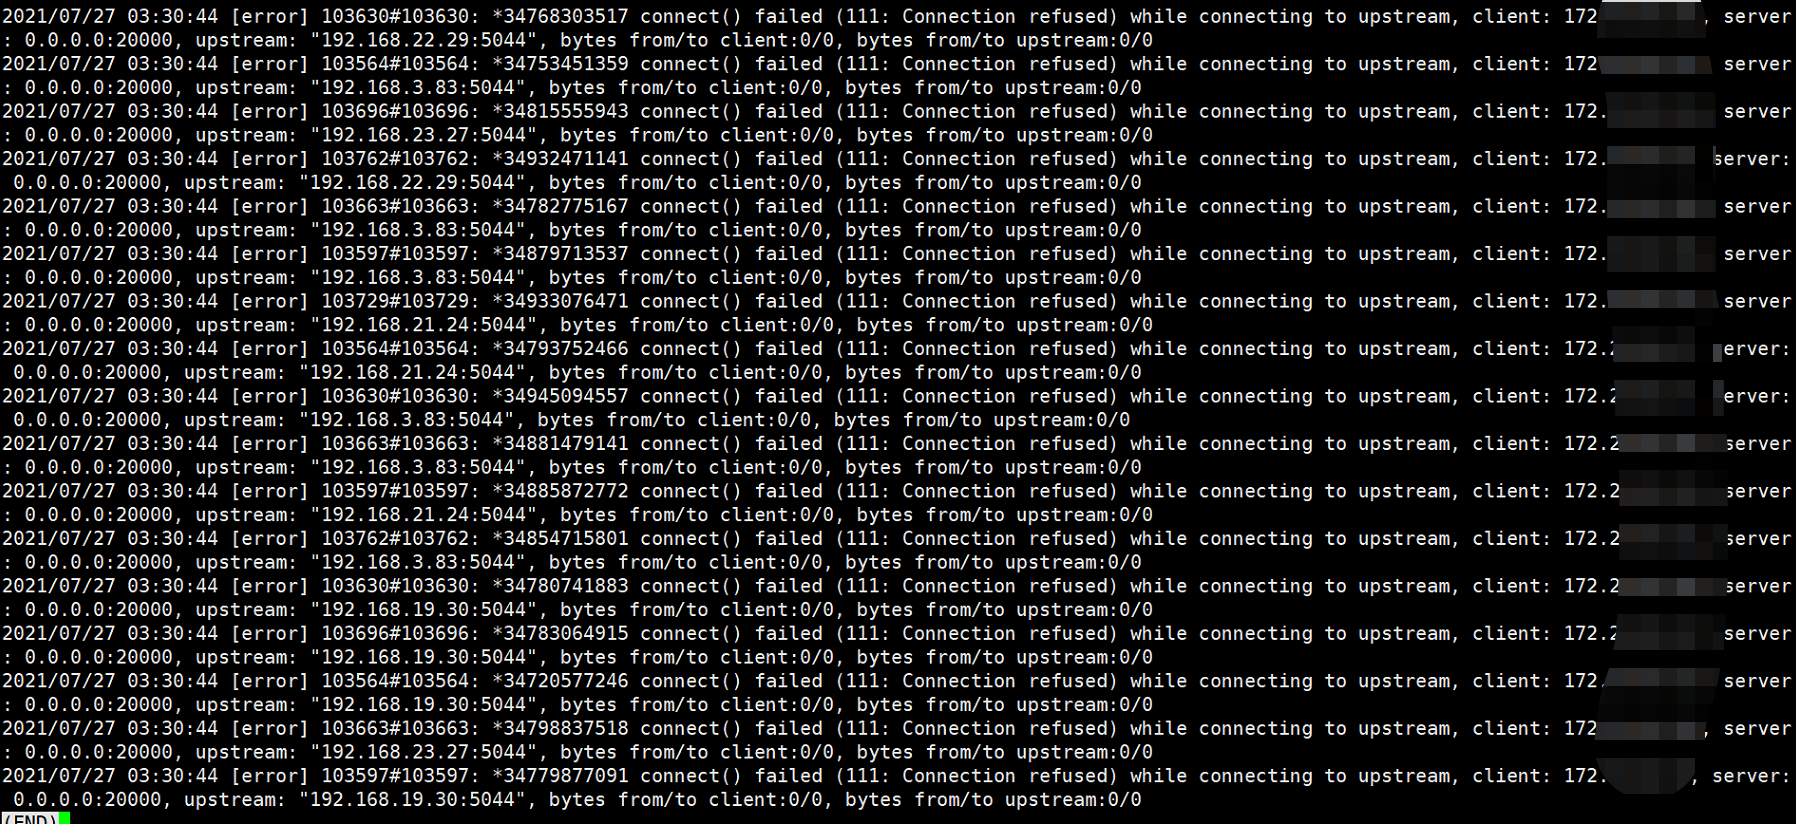 2021/07/27 03:30:44 [error] 103630#103630: *34768303517 connect() failed (111: Connection refused) while connecting to upstream, client: 172 , server
: 0.0.0.0:20000, upstream: "192.168.22.29:5044", bytes from/to client:0/0, bytes from/to upstream:0/0
2021/07/27 03:30:44 [error] 103564#103564: *34753451359 connect() failed (111: Connection refused) while connecting to upstream, client: 172 server
: 0.0.0.0:20000, upstream: "192.168.3.83:5044", bytes from/to client:0/0, bytes from/to upstream:0/0
2021/07/27 03:30:44 [error] 103696#103696: *34815555943 connect() failed (111: Connection refused) while connecting to upstream, client: 172. server
: 0.0.0.0:20000, upstream: "192.168.23.27:5044", bytes from/to client:0/0, bytes from/to upstream:0/0
2021/07/27 03:30:44 [error] 103762#103762: *34932471141 connect() failed (111: Connection refused) while connecting to upstream, client: 172. server:
 0.0.0.0:20000, upstream: "192.168.22.29:5044", bytes from/to client:0/0, bytes from/to upstream:0/0
2021/07/27 03:30:44 [error] 103663#103663: *34782775167 connect() failed (111: Connection refused) while connecting to upstream, client: 172. server
: 0.0.0.0:20000, upstream: "192.168.3.83:5044", bytes from/to client:0/0, bytes from/to upstream:0/0
2021/07/27 03:30:44 [error] 103597#103597: *34879713537 connect() failed (111: Connection refused) while connecting to upstream, client: 172. server
: 0.0.0.0:20000, upstream: "192.168.3.83:5044", bytes from/to client:0/0, bytes from/to upstream:0/0
2021/07/27 03:30:44 [error] 103729#103729: *34933076471 connect() failed (111: Connection refused) while connecting to upstream, client: 172. server
: 0.0.0.0:20000, upstream: "192.168.21.24:5044", bytes from/to client:0/0, bytes from/to upstream:0/0
2021/07/27 03:30:44 [error] 103564#103564: *34793752466 connect() failed (111: Connection refused) while connecting to upstream, client: 172.2 erver:
 0.0.0.0:20000, upstream: "192.168.21.24:5044", bytes from/to client:0/0, bytes from/to upstream:0/0
2021/07/27 03:30:44 [error] 103630#103630: *34945094557 connect() failed (111: Connection refused) while connecting to upstream, client: 172.2 erver:
 0.0.0.0:20000, upstream: "192.168.3.83:5044", bytes from/to client:0/0, bytes from/to upstream:0/0
2021/07/27 03:30:44 [error] 103663#103663: *34881479141 connect() failed (111: Connection refused) while connecting to upstream, client: 172.2 server
: 0.0.0.0:20000, upstream: "192.168.3.83:5044", bytes from/to client:0/0, bytes from/to upstream:0/0
2021/07/27 03:30:44 [error] 103597#103597: *34885872772 connect() failed (111: Connection refused) while connecting to upstream, client: 172.2 server
: 0.0.0.0:20000, upstream: "192.168.21.24:5044", bytes from/to client:0/0, bytes from/to upstream:0/0
2021/07/27 03:30:44 [error] 103762#103762: *34854715801 connect() failed (111: Connection refused) while connecting to upstream, client: 172.2 server
: 0.0.0.0:20000, upstream: "192.168.3.83:5044", bytes from/to client:0/0, bytes from/to upstream:0/0
2021/07/27 03:30:44 [error] 103630#103630: *34780741883 connect() failed (111: Connection refused) while connecting to upstream, client: 172.2 server
: 0.0.0.0:20000, upstream: "192.168.19.30:5044", bytes from/to client:0/0, bytes from/to upstream:0/0
2021/07/27 03:30:44 [error] 103696#103696: *34783064915 connect() failed (111: Connection refused) while connecting to upstream, client: 172.2 server
: 0.0.0.0:20000, upstream: "192.168.19.30:5044", bytes from/to client:0/0, bytes from/to upstream:0/0
2021/07/27 03:30:44 [error] 103564#103564: *34720577246 connect() failed (111: Connection refused) while connecting to upstream, client: 172. server
: 0.0.0.0:20000, upstream: "192.168.19.30:5044", bytes from/to client:0/0, bytes from/to upstream:0/0
2021/07/27 03:30:44 [error] 103663#103663: *34798837518 connect() failed (111: Connection refused) while connecting to upstream, client: 172 , server
: 0.0.0.0:20000, upstream: "192.168.23.27:5044", bytes from/to client:0/0, bytes from/to upstream:0/0
2021/07/27 03:30:44 [error] 103597#103597: *34779877091 connect() failed (111: Connection refused) while connecting to upstream, client: 172. , server:
 0.0.0.0:20000, upstream: "192.168.19.30:5044", bytes from/to client:0/0, bytes from/to upstream:0/0
(END)